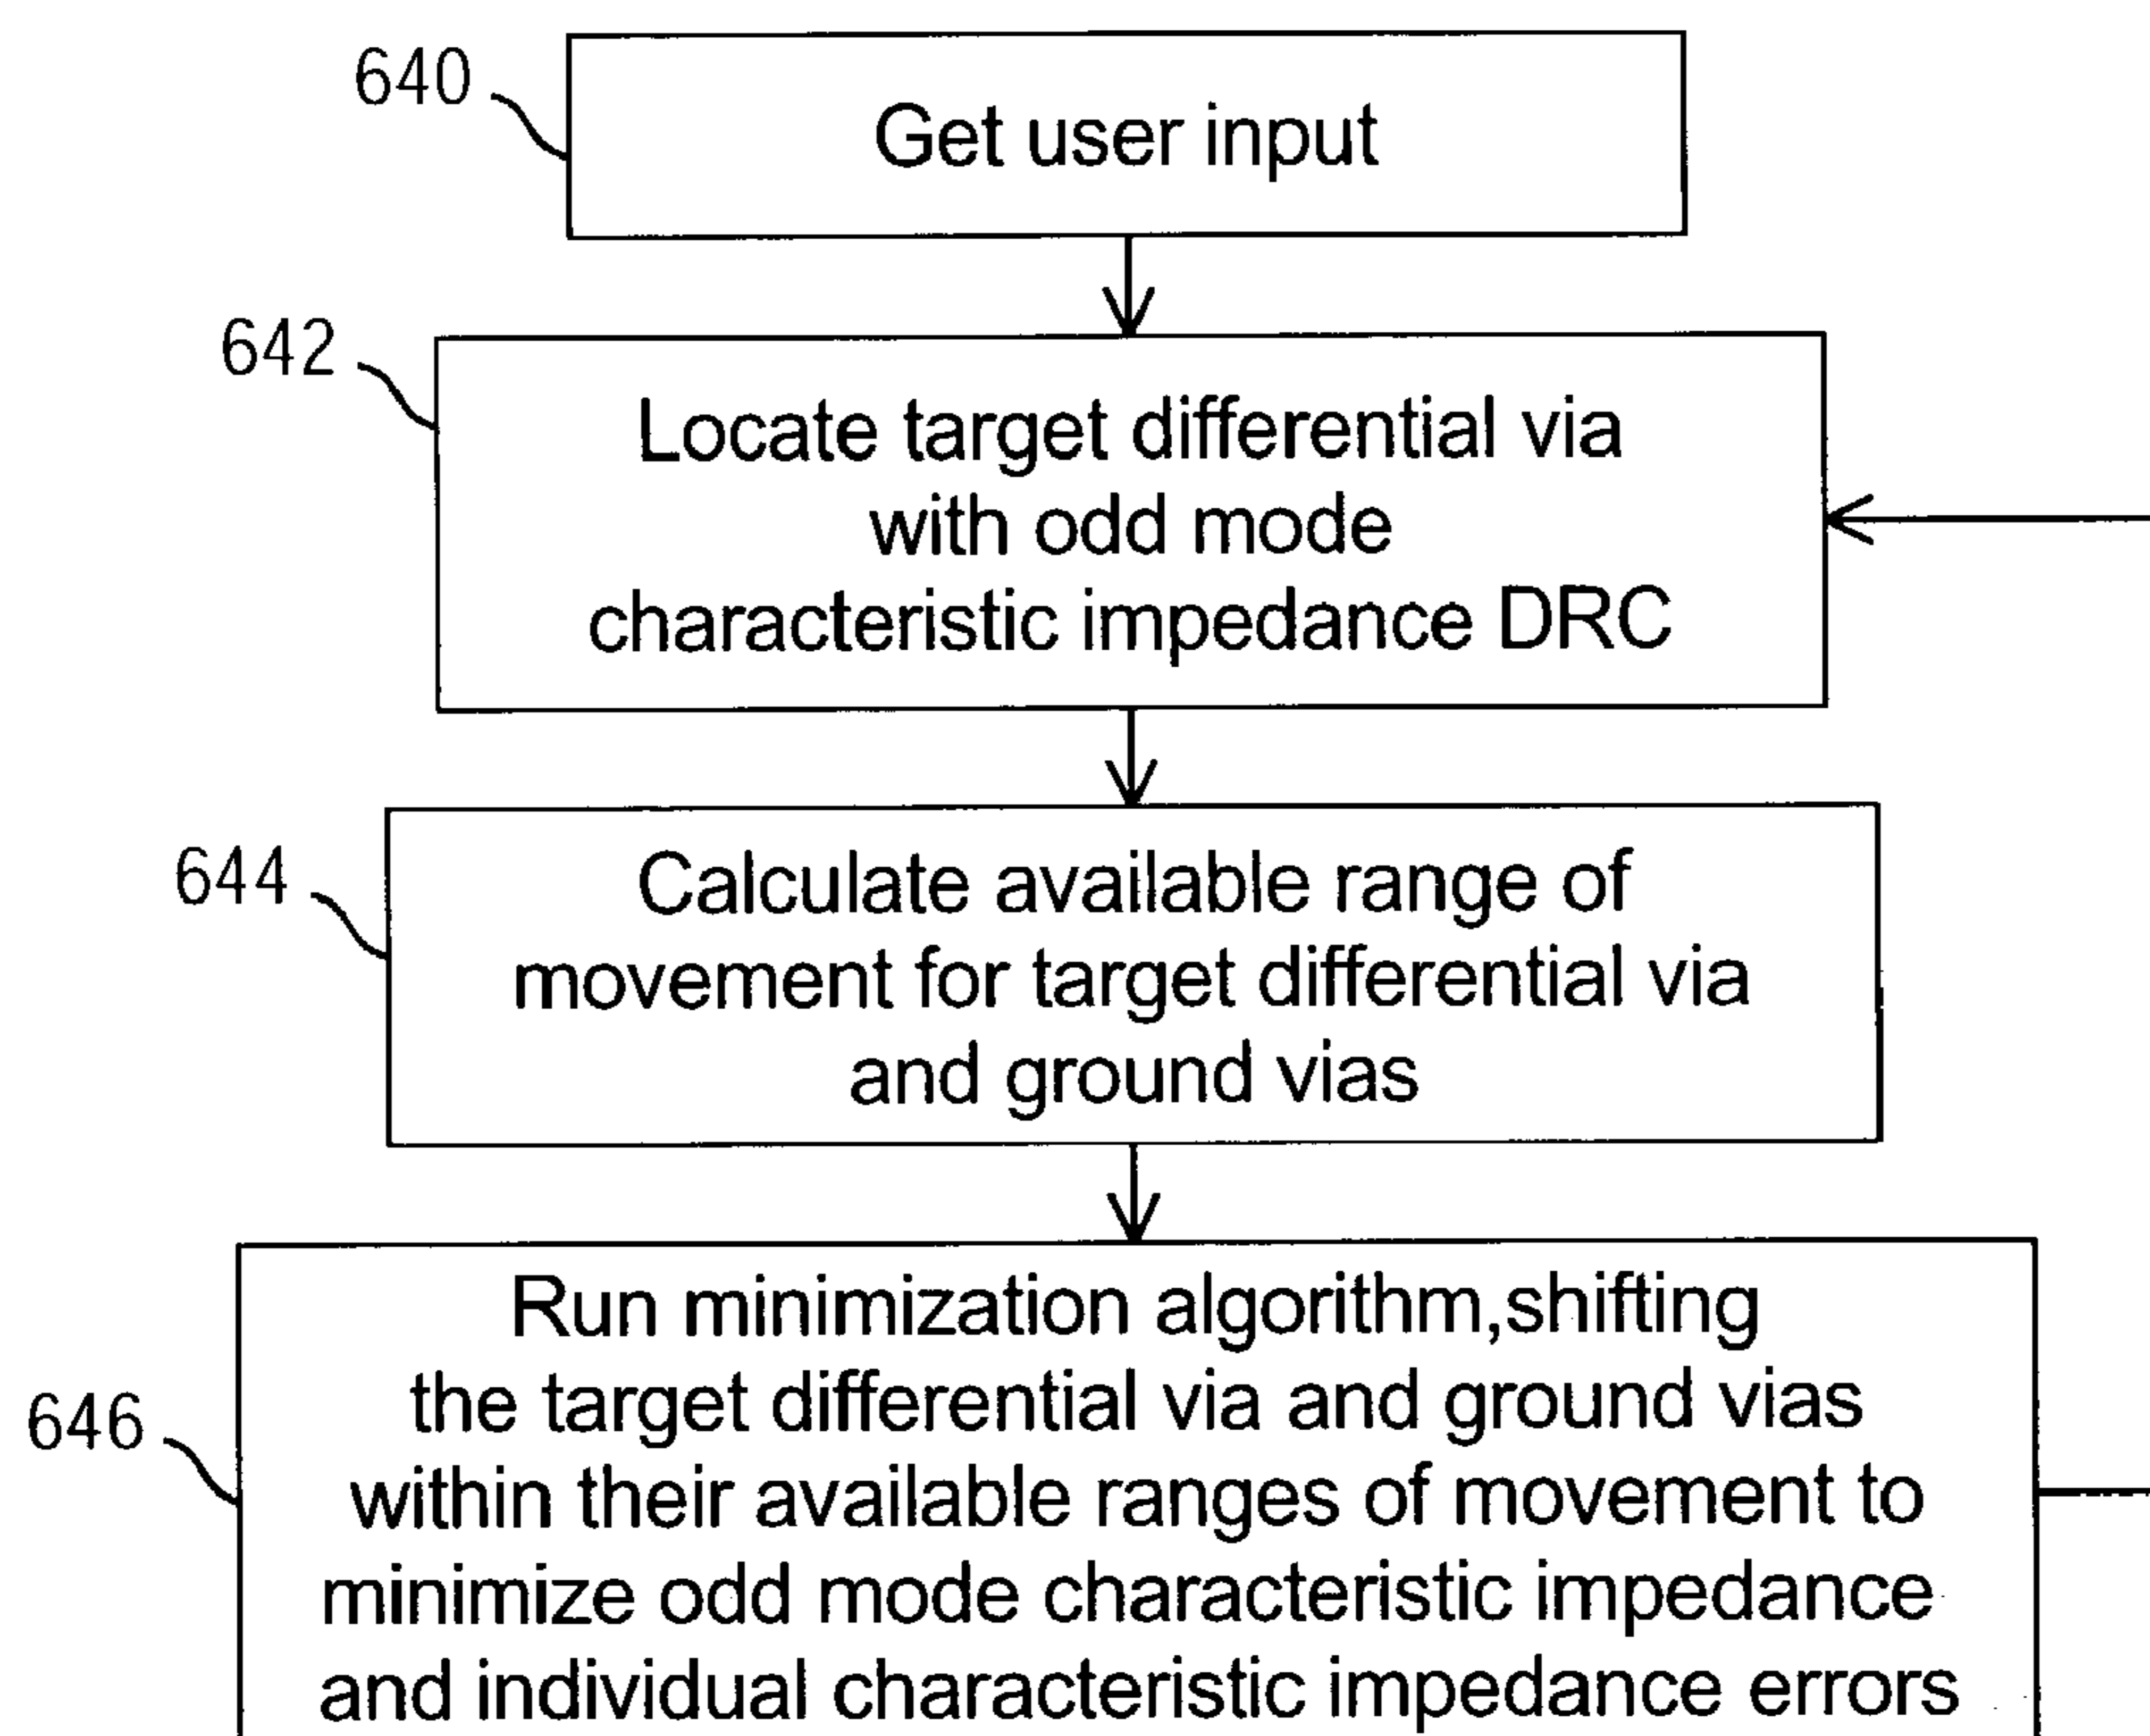 640
Get user input
642
Locate target differential via
with odd mode
characteristic impedance DRC
644
Calculate available range of
movement for target differential via
and ground vias
646
Run minimization algorithm,shifting
the target differential via and ground vias
within their available ranges of movement to
minimize odd mode characteristic impedance
and individual characteristic impedance errors